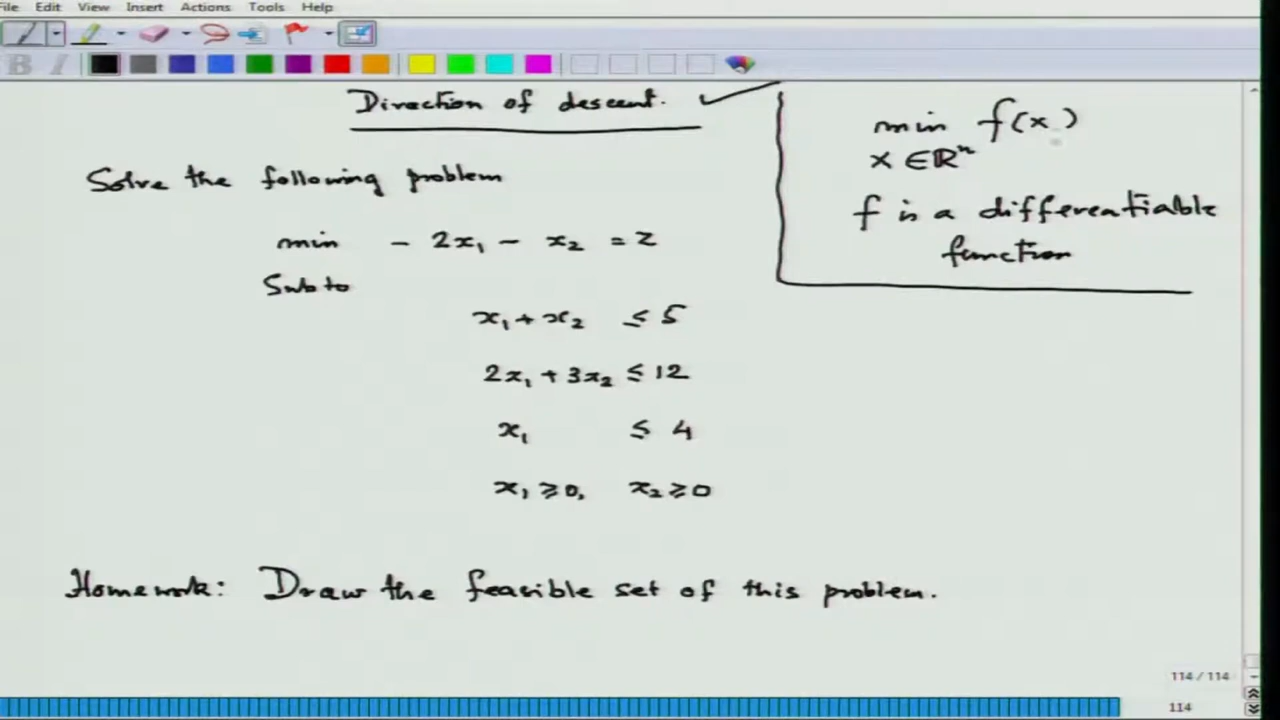 File Edit View Insert Actions Tools Help
B I
Direction of descent.
min f(x)
x ∈ ℝⁿ
f is a differentiable
function
Solve the following problem
min - 2x₁ - x₂ = z
Sub to
x₁ + x₂ ≤ 5
2x₁ + 3x₂ ≤ 12
x₁ ≤ 4
x₁ ≥ 0, x₂ ≥ 0
Homework: Draw the feasible set of this problem.
114 / 114
114